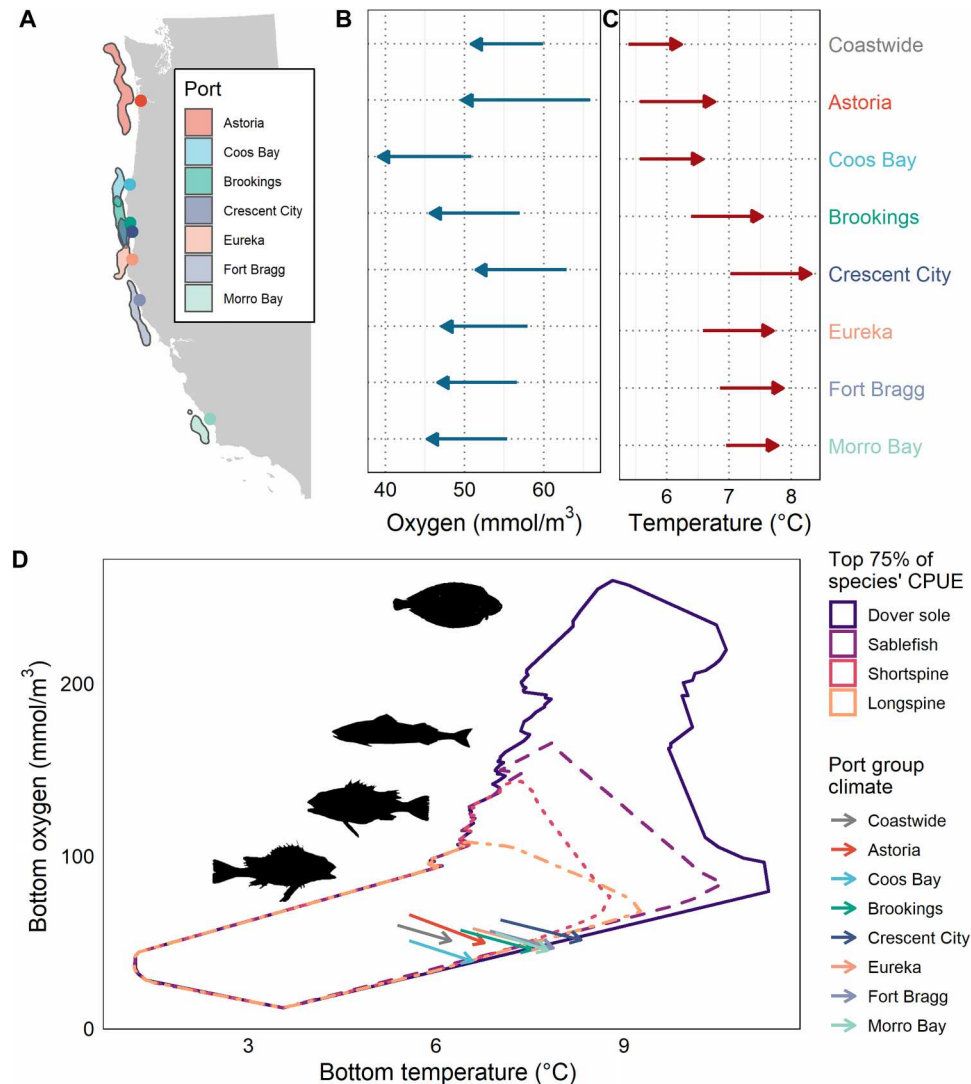 A
Port
Astoria
Coos Bay
Brookings
Crescent City
Eureka
Fort Bragg
Morro Bay
B
40 50 60
Oxygen (mmol/m³)
C
Coastwide
Astoria
Coos Bay
Brookings
Crescent City
Eureka
Fort Bragg
Morro Bay
6 7 8
Temperature (°C)
D
Bottom oxygen (mmol/m³)
200
100
0
3 6 9
Bottom temperature (°C)
Top 75% of
species' CPUE
Dover sole
Sablefish
Shortspine
Longspine
Port group
climate
Coastwide
Astoria
Coos Bay
Brookings
Crescent City
Eureka
Fort Bragg
Morro Bay